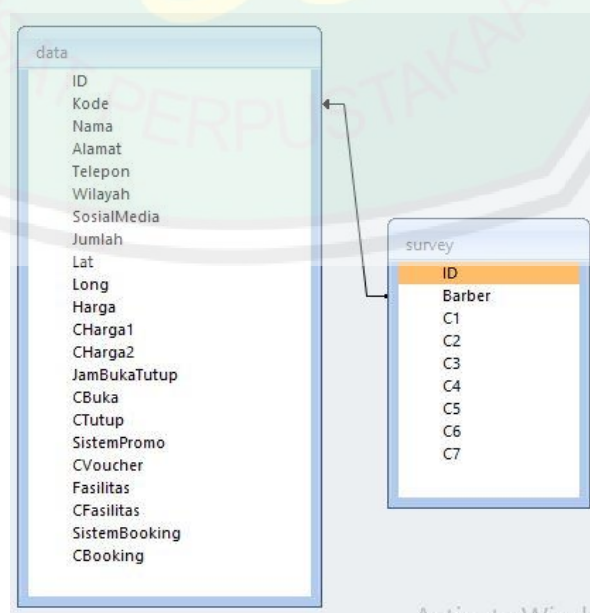 data
ID
Kode
Nama
Alamat
Telepon
Wilayah
SosialMedia
Jumlah
Lat
Long
Harga
CHarga1
CHarga2
JamBukaTutup
CBuka
CTutup
SistemPromo
CVoucher
Fasilitas
CFasilitas
SistemBooking
CBooking
survey
ID
Barber
C1
C2
C3
C4
C5
C6
C7
PERPUSTAKAA